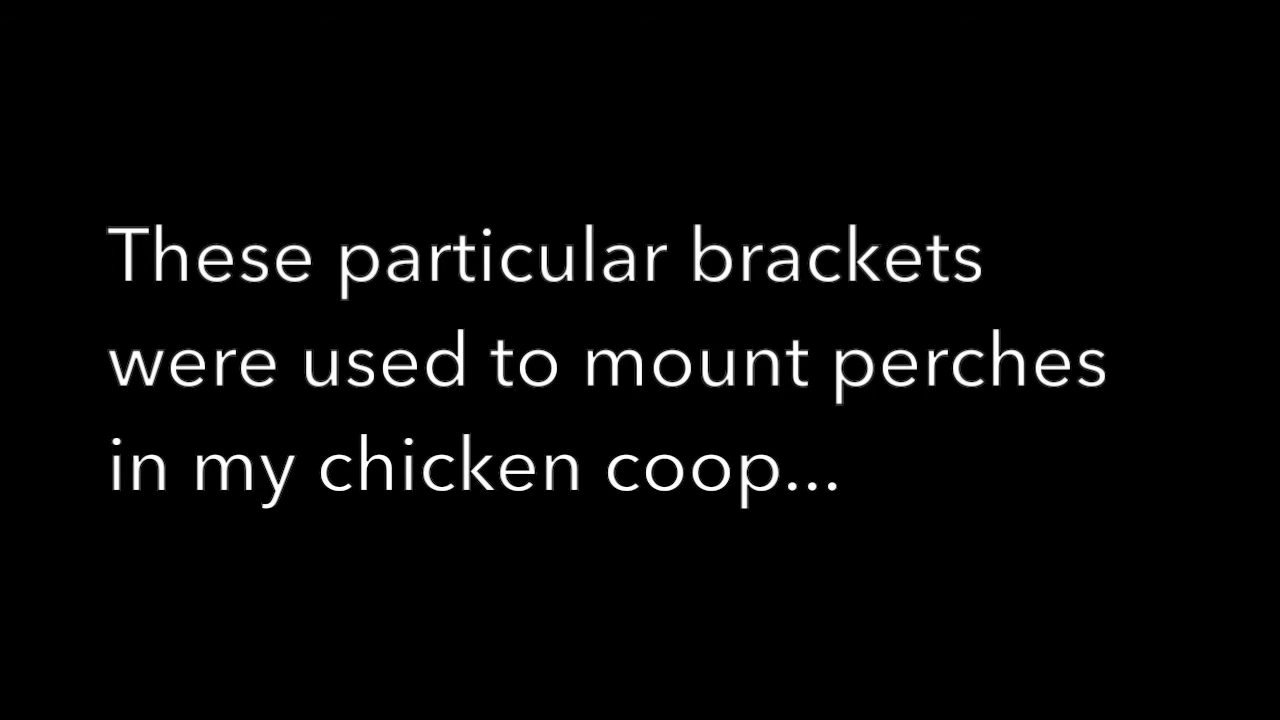 These particular brackets
were used to mount perches
in my chicken coop...